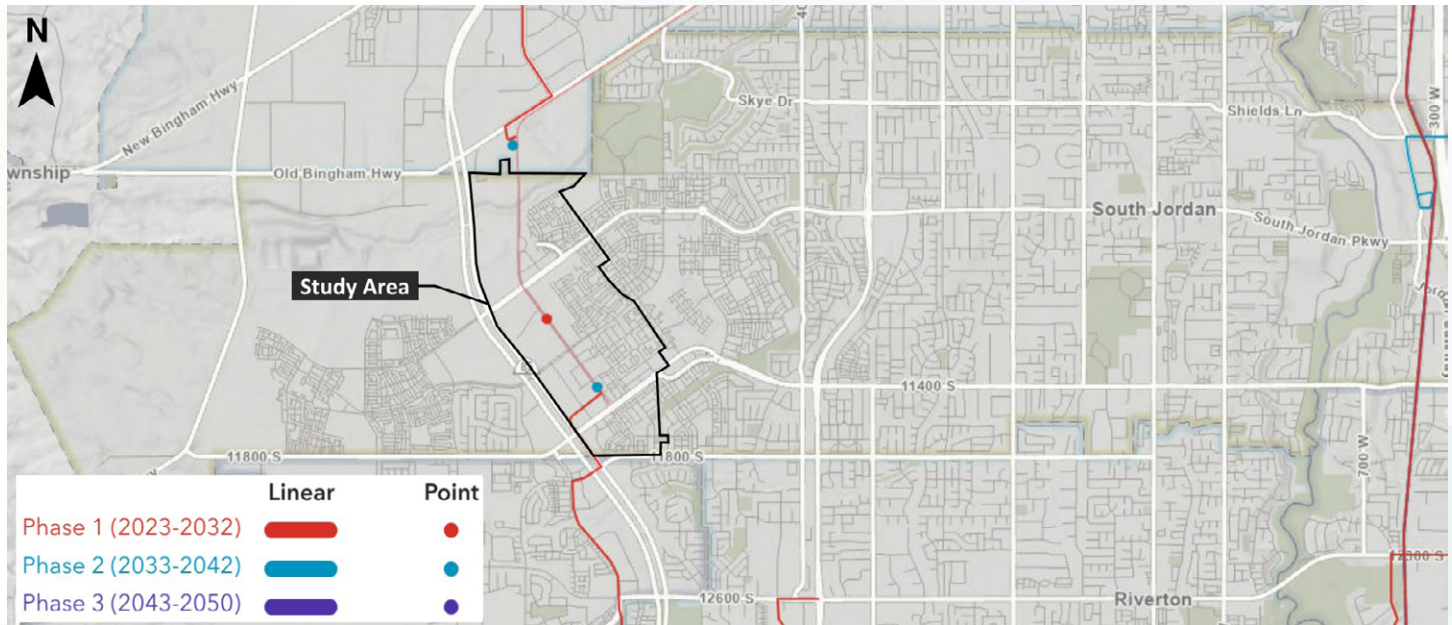 N
New Bingham Hwy
Skye Dr
Shields Ln
300 W
wnship
Old Bingham Hwy
South Jordan
South Jordan Pkwy
Study Area
11400 S
11800 S
1800 S
700 W
Linear Point
Phase 1 (2023-2032)
Phase 2 (2033-2042)
Phase 3 (2043-2050)
12300 S
12600 S
Riverton